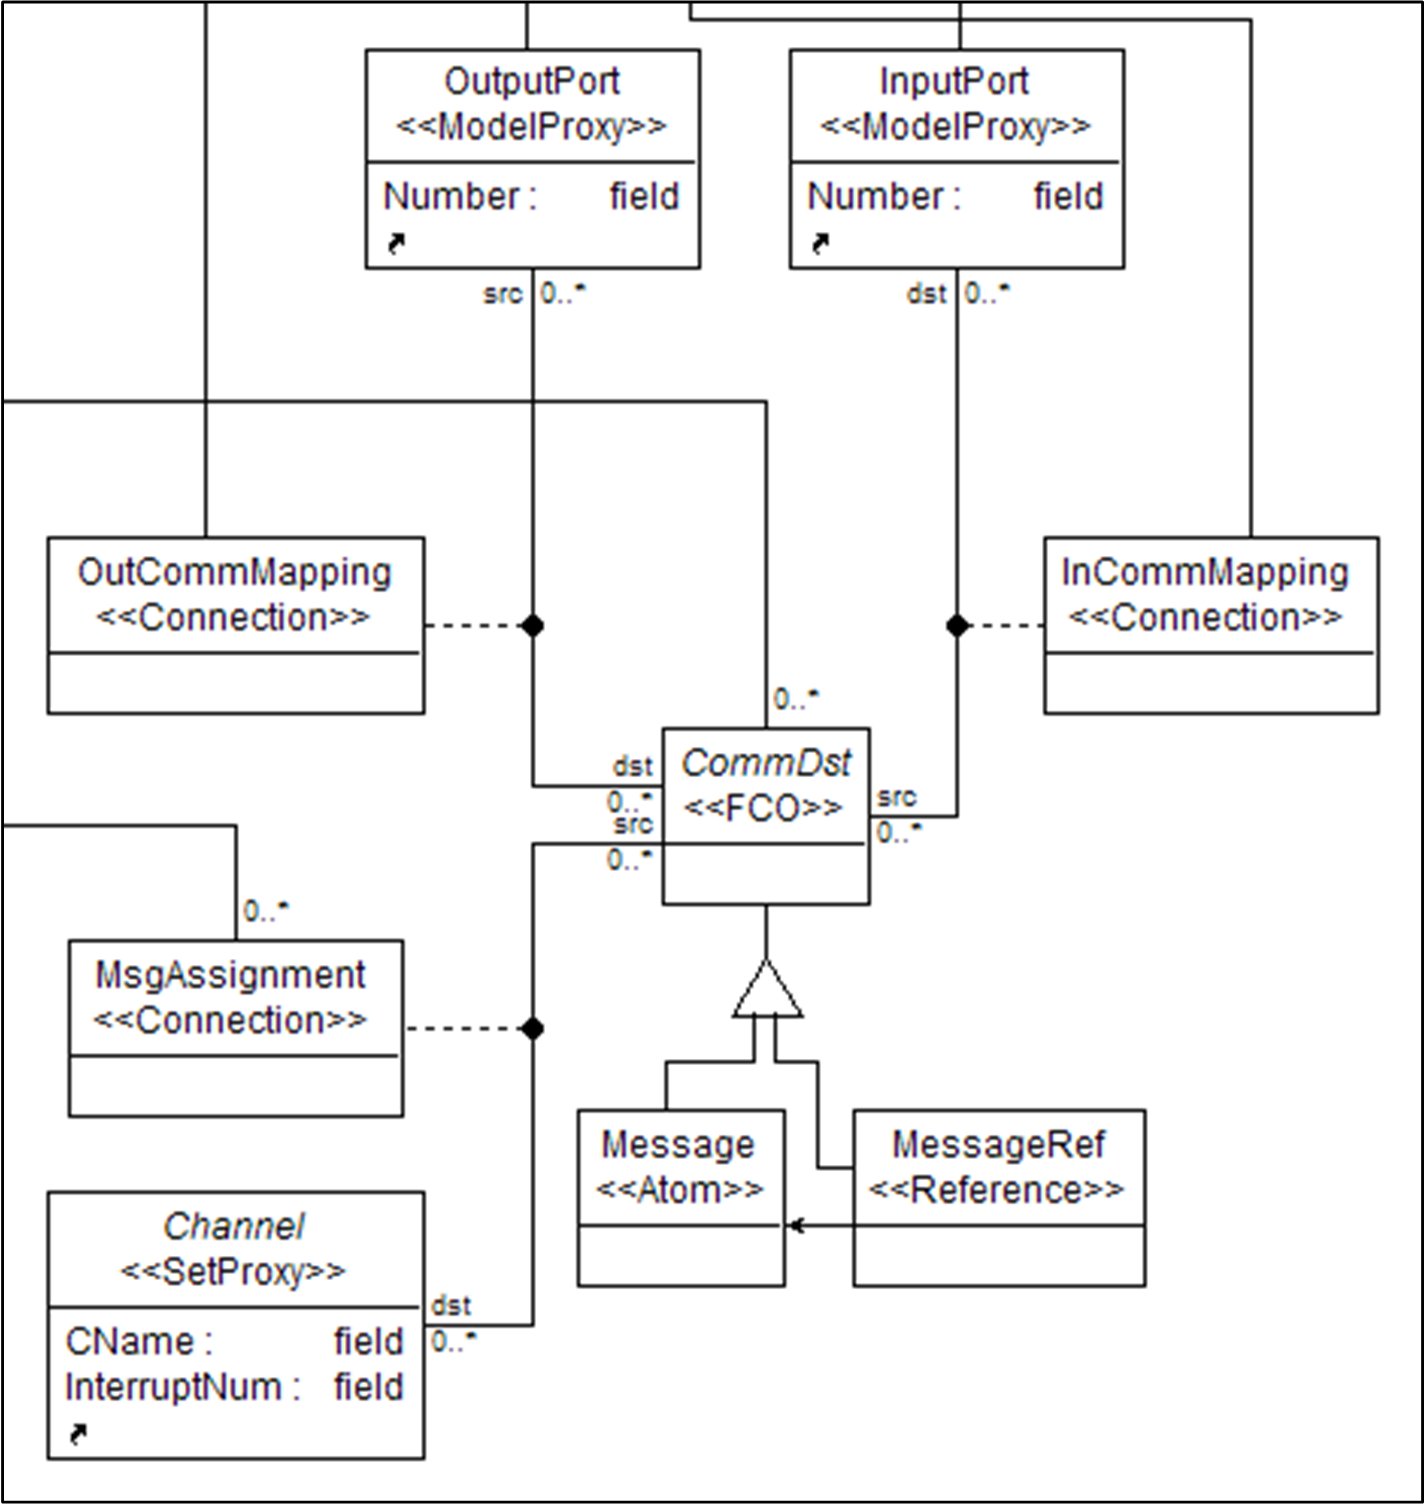 OutputPort
<<ModelProxy>>
Number : field
InputPort
<<ModelProxy>>
Number : field
src 0..*
dst 0..*
OutCommMapping
<<Connection>>
InCommMapping
<<Connection>>
0..*
dst
0..*
CommDst
<<FCO>>
src
0..*
src
0..*
0..*
MsgAssignment
<<Connection>>
Message
<<Atom>>
MessageRef
<<Reference>>
Channel
<<SetProxy>>
CName : field
InterruptNum : field
dst
0..*